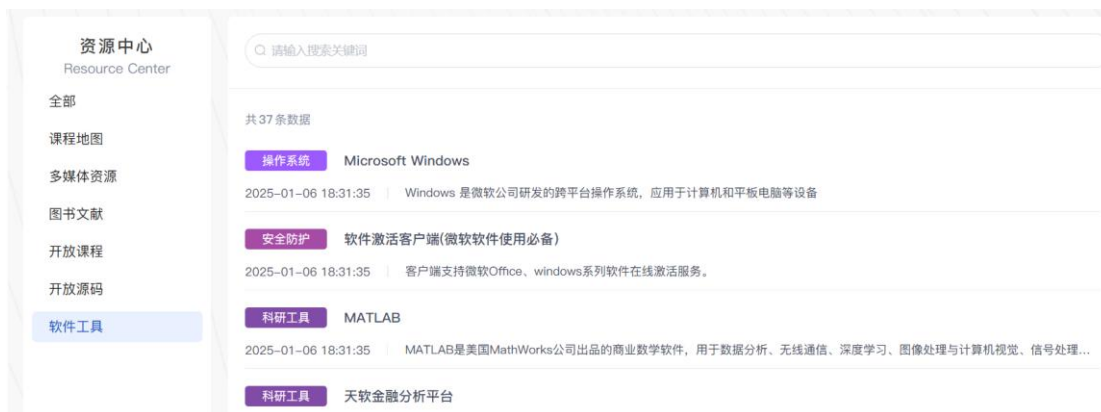 资源中心
Resource Center
全部
课程地图
多媒体资源
图书文献
开放课程
开放源码
软件工具
请输入搜索关键词
共37条数据
操作系统 Microsoft Windows
2025-01-06 18:31:35 Windows 是微软公司研发的跨平台操作系统，应用于计算机和平板电脑等设备
安全防护 软件激活客户端(微软软件使用必备)
2025-01-06 18:31:35 客户端支持微软Office、windows系列软件在线激活服务。
科研工具 MATLAB
2025-01-06 18:31:35 MATLAB是美国MathWorks公司出品的商业数学软件，用于数据分析、无线通信、深度学习、图像处理与计算机视觉、信号处理...
科研工具 天软金融分析平台